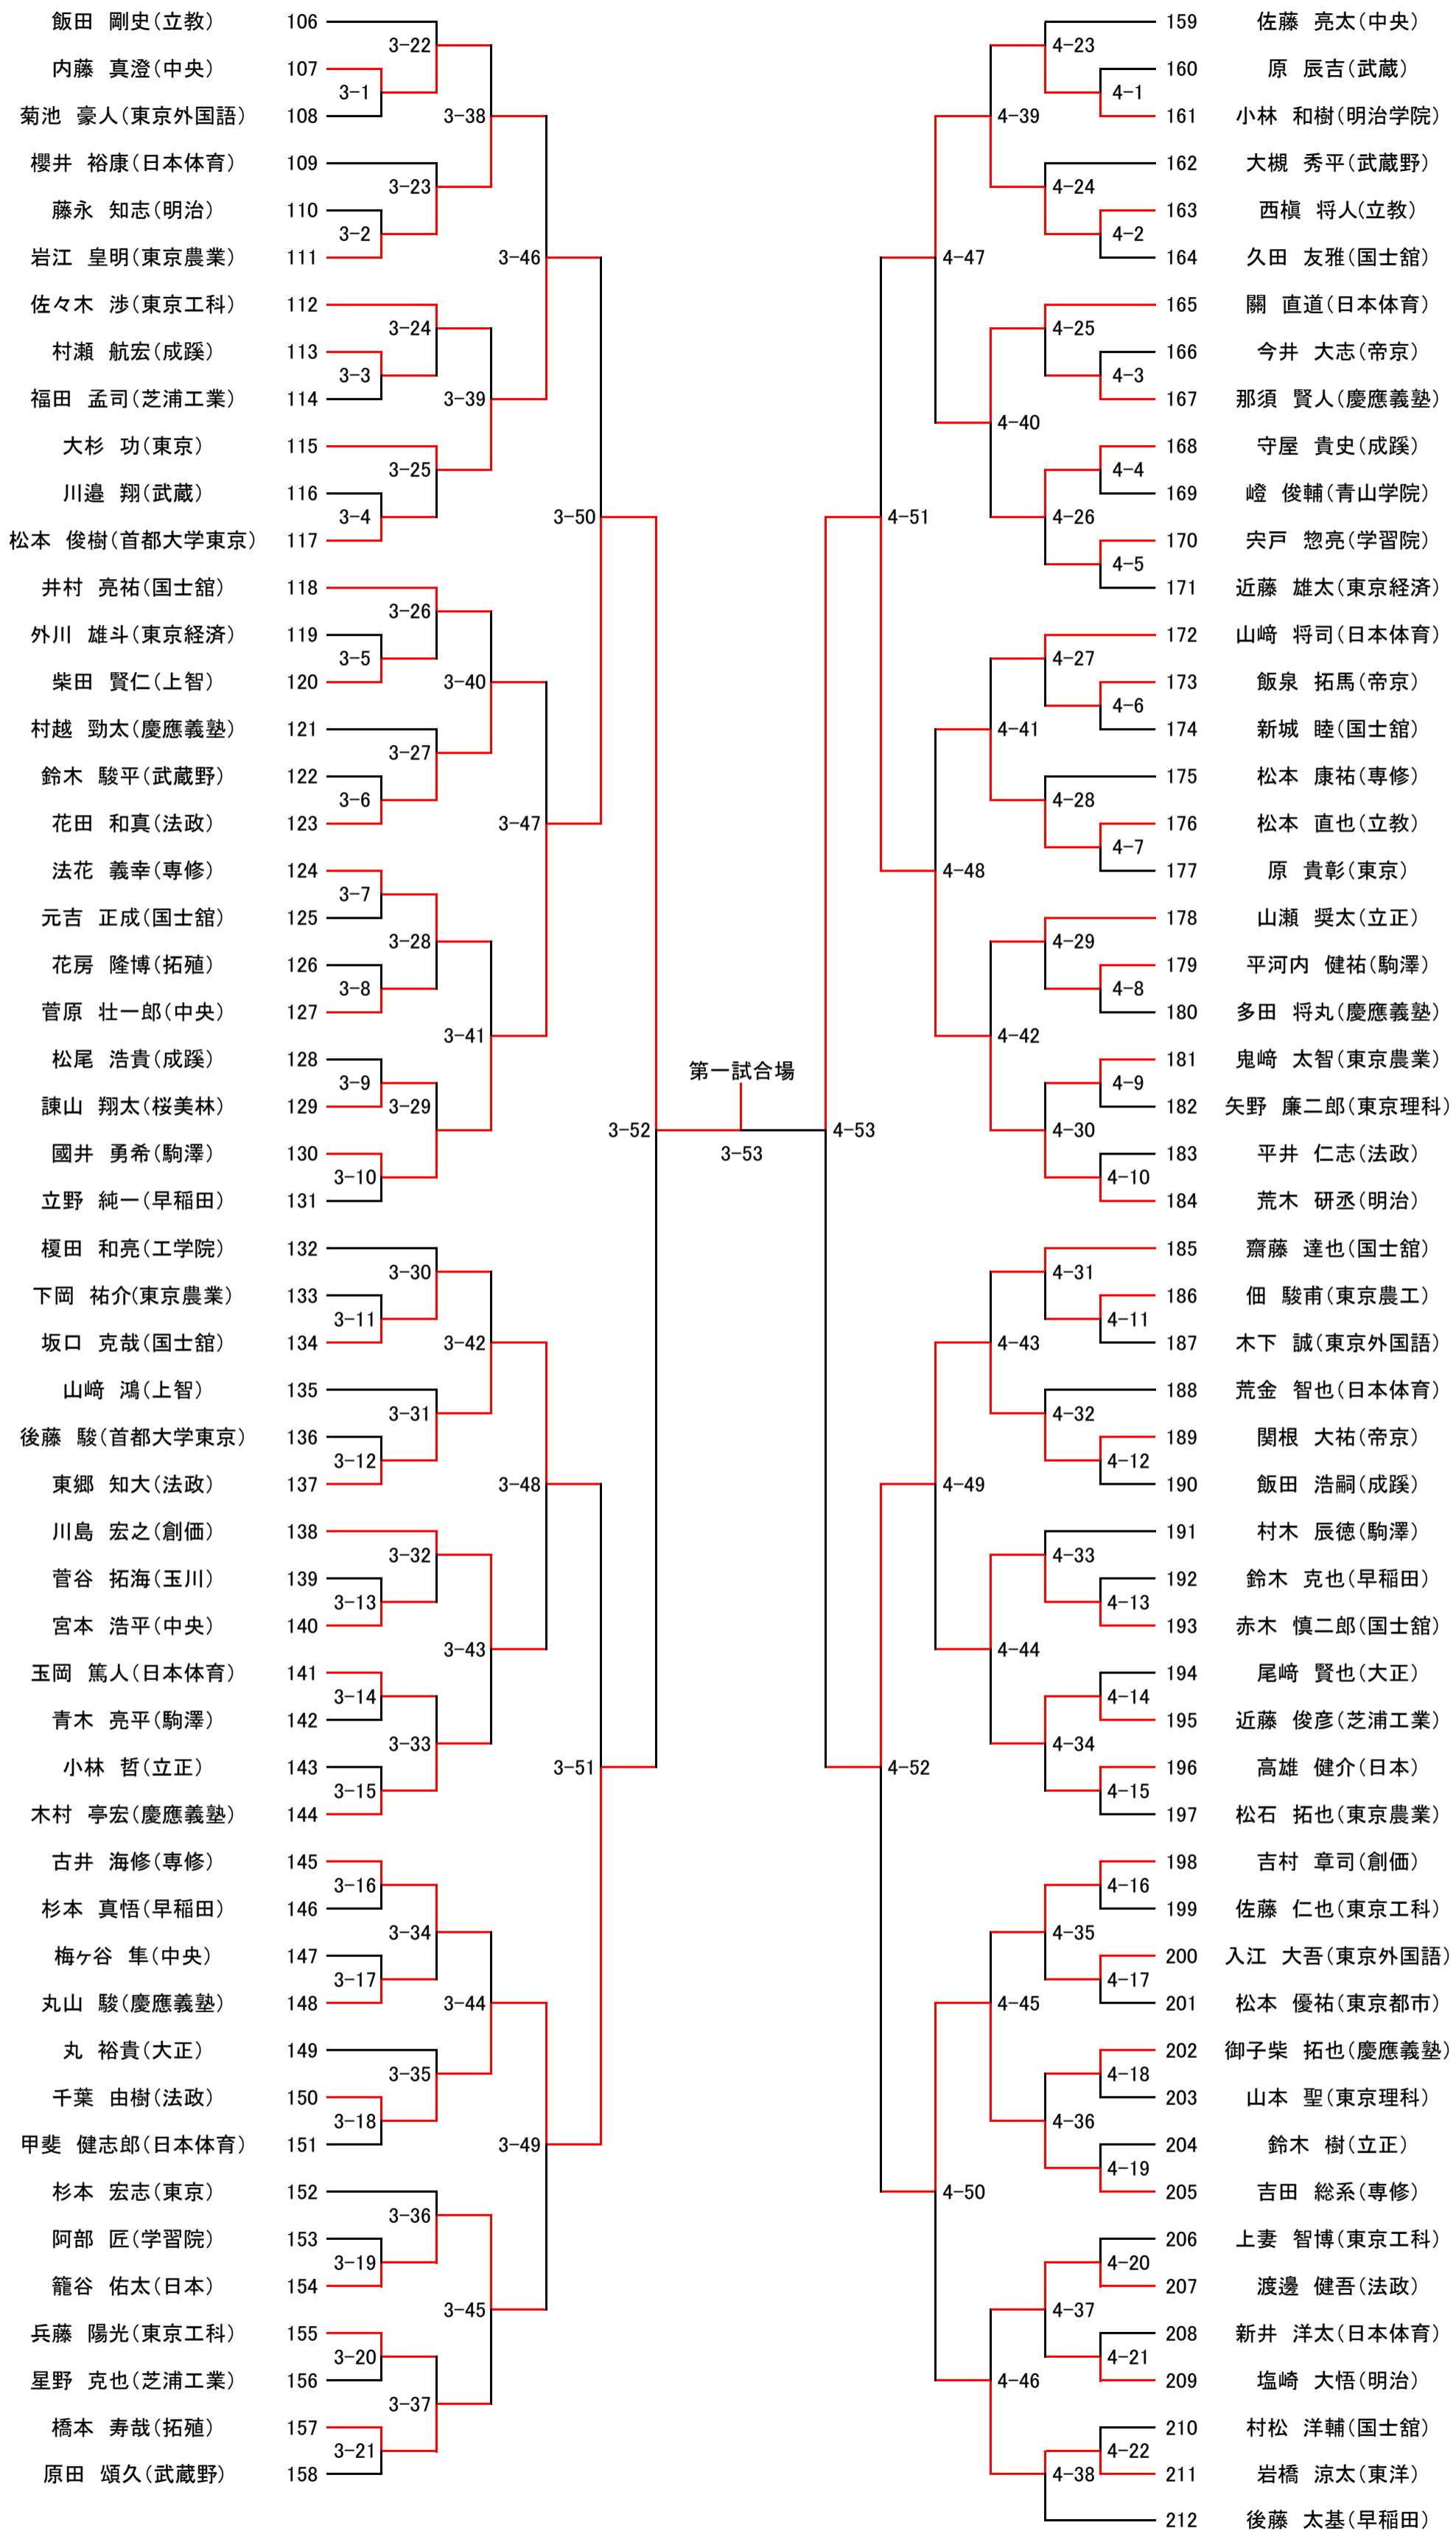 飯田 剛史(立教) 106
内藤 真澄(中央) 107
菊池 豪人(東京外国語) 108
櫻井 裕康(日本体育) 109
藤永 知志(明治) 110
岩江 皇明(東京農業) 111
佐々木 渉(東京工科) 112
村瀬 航宏(成蹊) 113
福田 孟司(芝浦工業) 114
大杉 功(東京) 115
川邉 翔(武蔵) 116
松本 俊樹(首都大学東京) 117
井村 亮祐(国士舘) 118
外川 雄斗(東京経済) 119
柴田 賢仁(上智) 120
村越 勁太(慶應義塾) 121
鈴木 駿平(武蔵野) 122
花田 和真(法政) 123
法花 義幸(専修) 124
元吉 正成(国士舘) 125
花房 隆博(拓殖) 126
菅原 壮一郎(中央) 127
松尾 浩貴(成蹊) 128
諌山 翔太(桜美林) 129
國井 勇希(駒澤) 130
立野 純一(早稲田) 131
榎田 和亮(工学院) 132
下岡 祐介(東京農業) 133
坂口 克哉(国士舘) 134
山﨑 鴻(上智) 135
後藤 駿(首都大学東京) 136
東郷 知大(法政) 137
川島 宏之(創価) 138
菅谷 拓海(玉川) 139
宮本 浩平(中央) 140
玉岡 篤人(日本体育) 141
青木 亮平(駒澤) 142
小林 哲(立正) 143
木村 亭宏(慶應義塾) 144
古井 海修(専修) 145
杉本 真悟(早稲田) 146
梅ヶ谷 隼(中央) 147
丸山 駿(慶應義塾) 148
丸 裕貴(大正) 149
千葉 由樹(法政) 150
甲斐 健志郎(日本体育) 151
杉本 宏志(東京) 152
阿部 匠(学習院) 153
籠谷 佑太(日本) 154
兵藤 陽光(東京工科) 155
星野 克也(芝浦工業) 156
橋本 寿哉(拓殖) 157
原田 頌久(武蔵野) 158
3-1
3-2
3-3
3-4
3-5
3-6
3-7
3-8
3-9
3-10
3-11
3-12
3-13
3-14
3-15
3-16
3-17
3-18
3-19
3-20
3-21
3-22
3-23
3-24
3-25
3-26
3-27
3-28
3-29
3-30
3-31
3-32
3-33
3-34
3-35
3-36
3-37
3-38
3-39
3-40
3-41
3-42
3-43
3-44
3-45
3-46
3-47
3-48
3-49
3-50
3-51
3-52
第一試合場
3-53
4-53
4-51
4-52
4-47
4-48
4-49
4-50
4-39
4-40
4-41
4-42
4-43
4-44
4-45
4-46
4-23
4-24
4-25
4-26
4-27
4-28
4-29
4-30
4-31
4-32
4-33
4-34
4-35
4-36
4-37
4-38
4-1
4-2
4-3
4-4
4-5
4-6
4-7
4-8
4-9
4-10
4-11
4-12
4-13
4-14
4-15
4-16
4-17
4-18
4-19
4-20
4-21
4-22
159 佐藤 亮太(中央)
160 原 辰吉(武蔵)
161 小林 和樹(明治学院)
162 大槻 秀平(武蔵野)
163 西槇 将人(立教)
164 久田 友雅(国士舘)
165 關 直道(日本体育)
166 今井 大志(帝京)
167 那須 賢人(慶應義塾)
168 守屋 貴史(成蹊)
169 嶝 俊輔(青山学院)
170 宍戸 惣亮(学習院)
171 近藤 雄太(東京経済)
172 山﨑 将司(日本体育)
173 飯泉 拓馬(帝京)
174 新城 睦(国士舘)
175 松本 康祐(専修)
176 松本 直也(立教)
177 原 貴彰(東京)
178 山瀬 奨太(立正)
179 平河内 健祐(駒澤)
180 多田 将丸(慶應義塾)
181 鬼﨑 太智(東京農業)
182 矢野 廉二郎(東京理科)
183 平井 仁志(法政)
184 荒木 研丞(明治)
185 齋藤 達也(国士舘)
186 佃 駿甫(東京農工)
187 木下 誠(東京外国語)
188 荒金 智也(日本体育)
189 関根 大祐(帝京)
190 飯田 浩嗣(成蹊)
191 村木 辰徳(駒澤)
192 鈴木 克也(早稲田)
193 赤木 慎二郎(国士舘)
194 尾﨑 賢也(大正)
195 近藤 俊彦(芝浦工業)
196 高雄 健介(日本)
197 松石 拓也(東京農業)
198 吉村 章司(創価)
199 佐藤 仁也(東京工科)
200 入江 大吾(東京外国語)
201 松本 優祐(東京都市)
202 御子柴 拓也(慶應義塾)
203 山本 聖(東京理科)
204 鈴木 樹(立正)
205 吉田 総系(専修)
206 上妻 智博(東京工科)
207 渡邊 健吾(法政)
208 新井 洋太(日本体育)
209 塩崎 大悟(明治)
210 村松 洋輔(国士舘)
211 岩橋 涼太(東洋)
212 後藤 太基(早稲田)